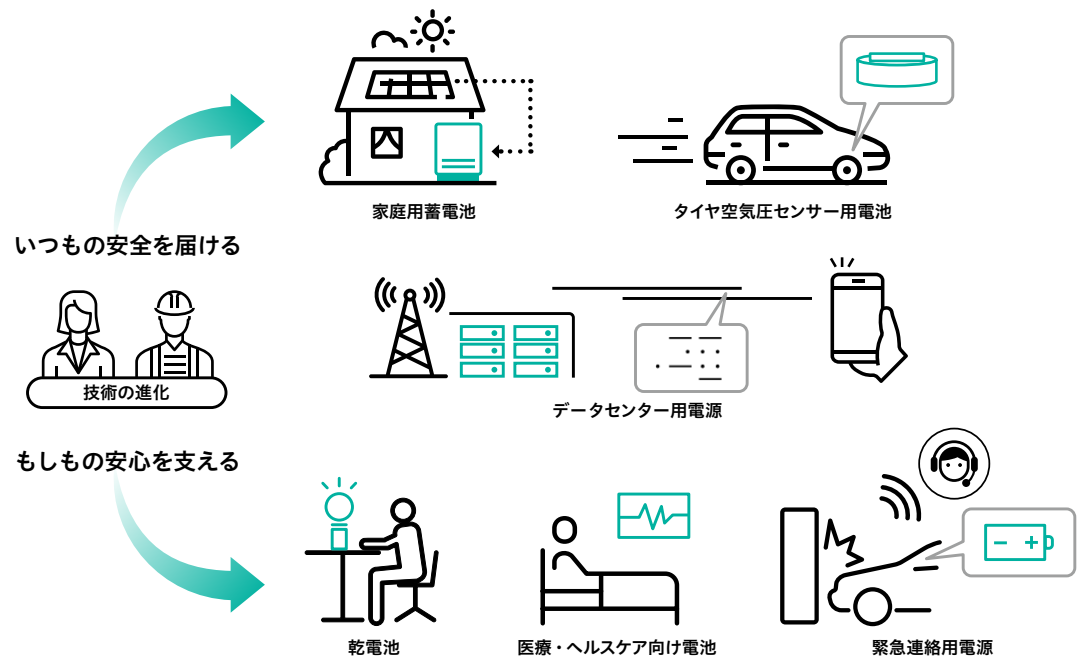 家庭用蓄電池
タイヤ空気圧センサー用電池
いつもの安全を届ける
技術の進化
データセンター用電源
もしもの安心を支える
乾電池
医療・ヘルスケア向け電池
緊急連絡用電源